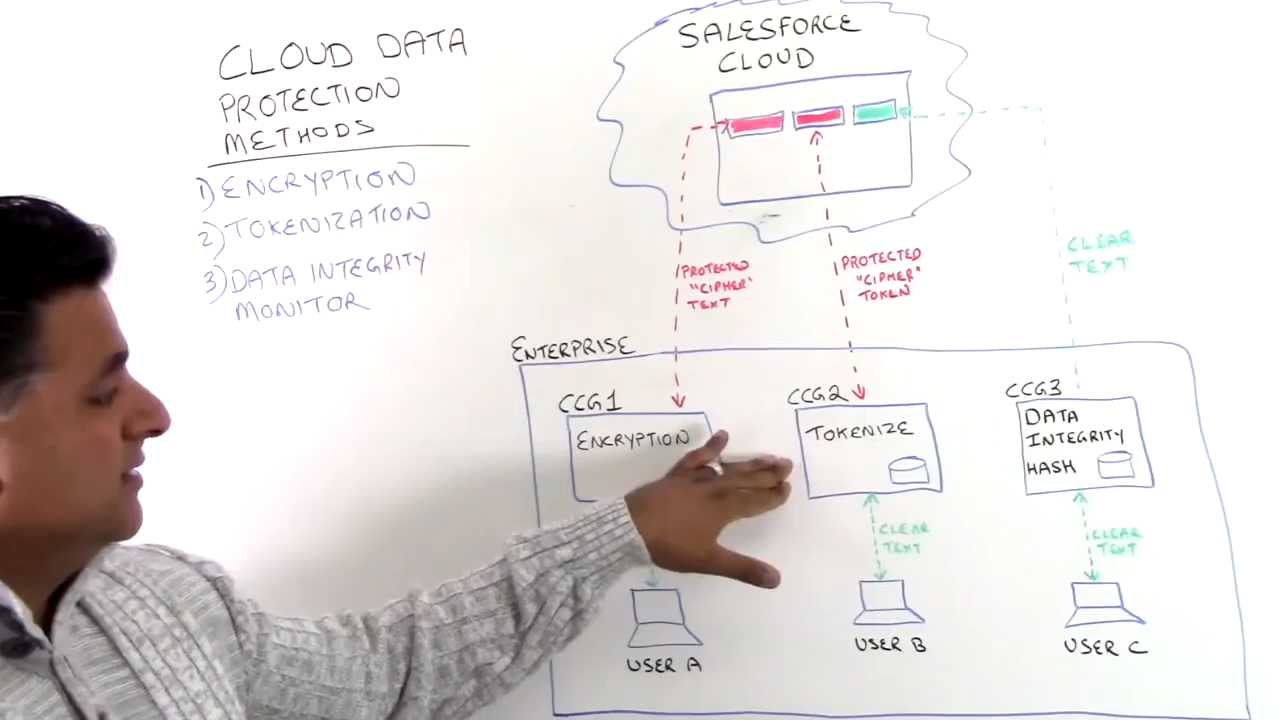 CLOUD DATA
PROTECTION
METHODS
1) ENCRYPTION
2) TOKENIZATION
3) DATA INTEGRITY
MONITOR
SALESFORCE
CLOUD
PROTECTED
"CIPHER"
TEXT
PROTECTED
"CIPHER"
TOKEN
CLEAR
TEXT
ENTERPRISE
CCG1
ENCRYPTION
CCG2
TOKENIZE
CCG3
DATA
INTEGRITY
HASH
CLEAR
TEXT
CLEAR
TEXT
USER A
USER B
USER C